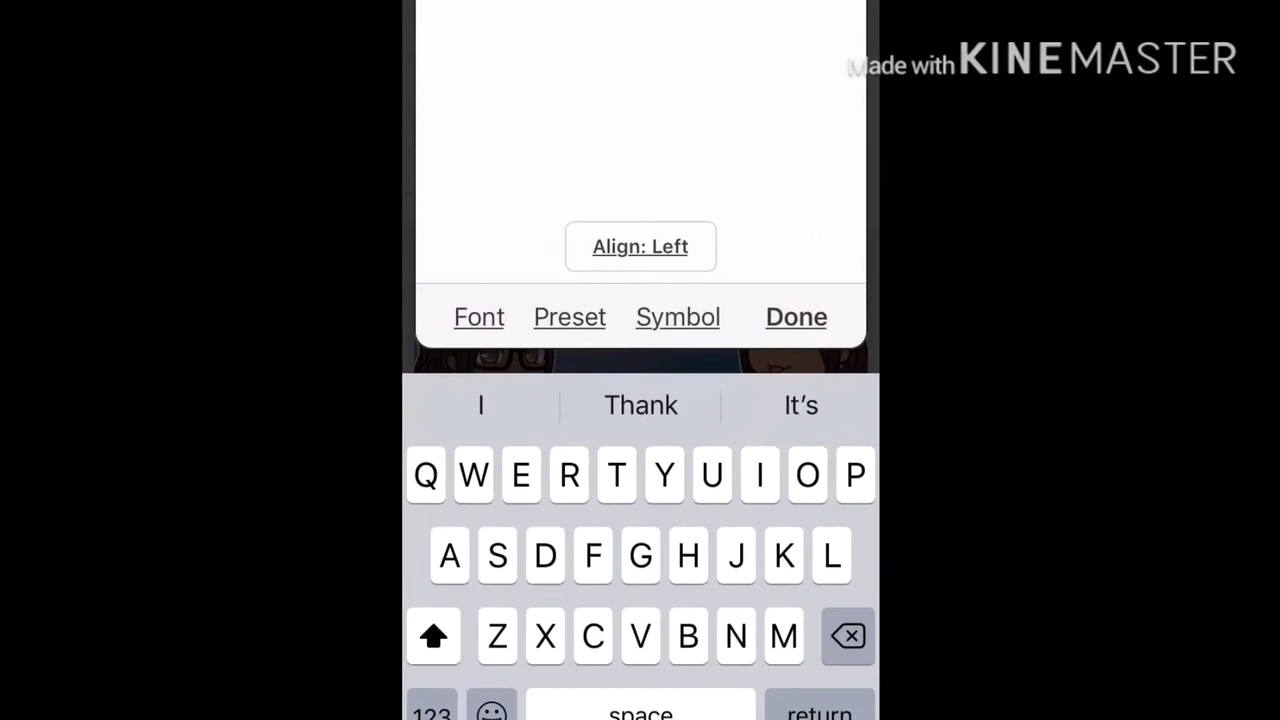 Made with KINEMASTER
Align: Left
Font Preset Symbol Done
I Thank It's
Q W E R T Y U I O P
A S D F G H J K L
Z X C V B N M
123 space return